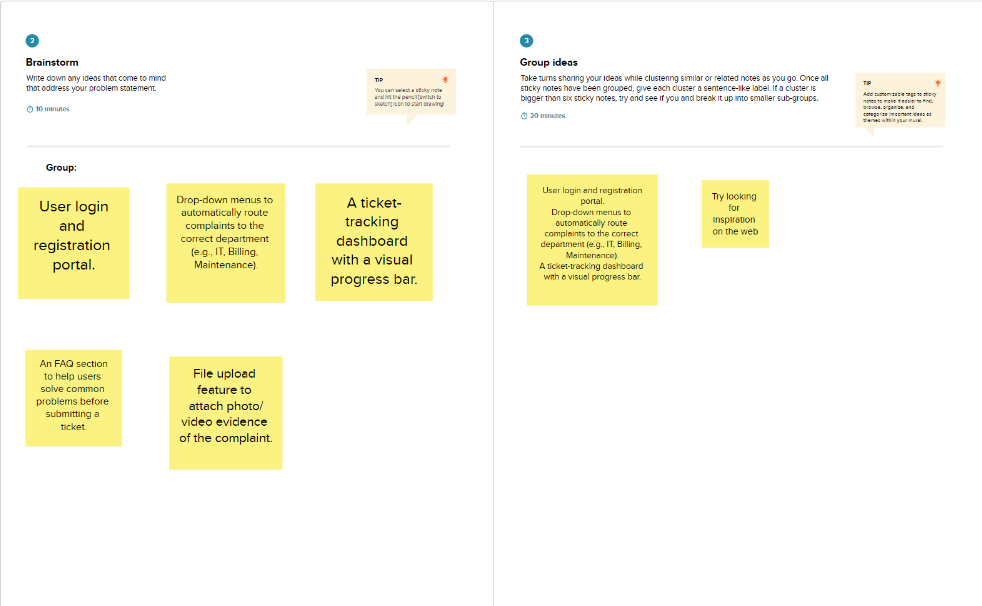 2
Brainstorm
Write down any ideas that come to mind
that address your problem statement.
10 minutes
TIP
You can select a sticky note
and hit the pencil [switch to
sketch] icon to start drawing!
Group:
User login
and
registration
portal.
Drop-down menus to
automatically route
complaints to the
correct department
(e.g., IT, Billing,
Maintenance).
A ticket-
tracking
dashboard
with a visual
progress bar.
An FAQ section
to help users
solve common
problems before
submitting a
ticket.
File upload
feature to
attach photo/
video evidence
of the complaint.
3
Group ideas
Take turns sharing your ideas while clustering similar or related notes as you go. Once all
sticky notes have been grouped, give each cluster a sentence-like label. If a cluster is
bigger than six sticky notes, try and see if you and break it up into smaller sub-groups.
20 minutes
TIP
Add customizable tags to sticky
notes to make it easier to find,
browse, organize, and
categorize important ideas as
themes within your mural.
User login and registration
portal.
Drop-down menus to
automatically route
complaints to the correct
department (e.g., IT, Billing,
Maintenance).
A ticket-tracking dashboard
with a visual progress bar.
Try looking
for
inspiration
on the web